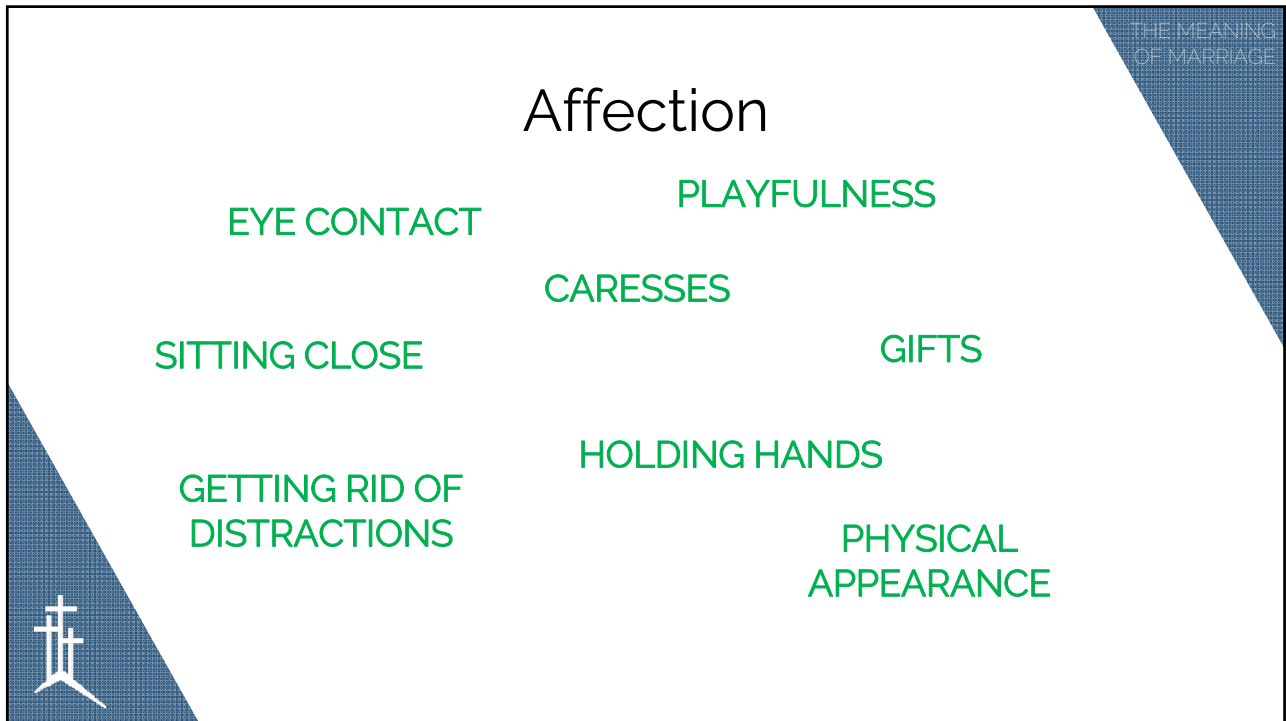 THE MEANING
OF MARRIAGE
Affection
PLAYFULNESS
EYE CONTACT
CARESSES
GIFTS
SITTING CLOSE
HOLDING HANDS
GETTING RID OF
DISTRACTIONS
PHYSICAL
APPEARANCE